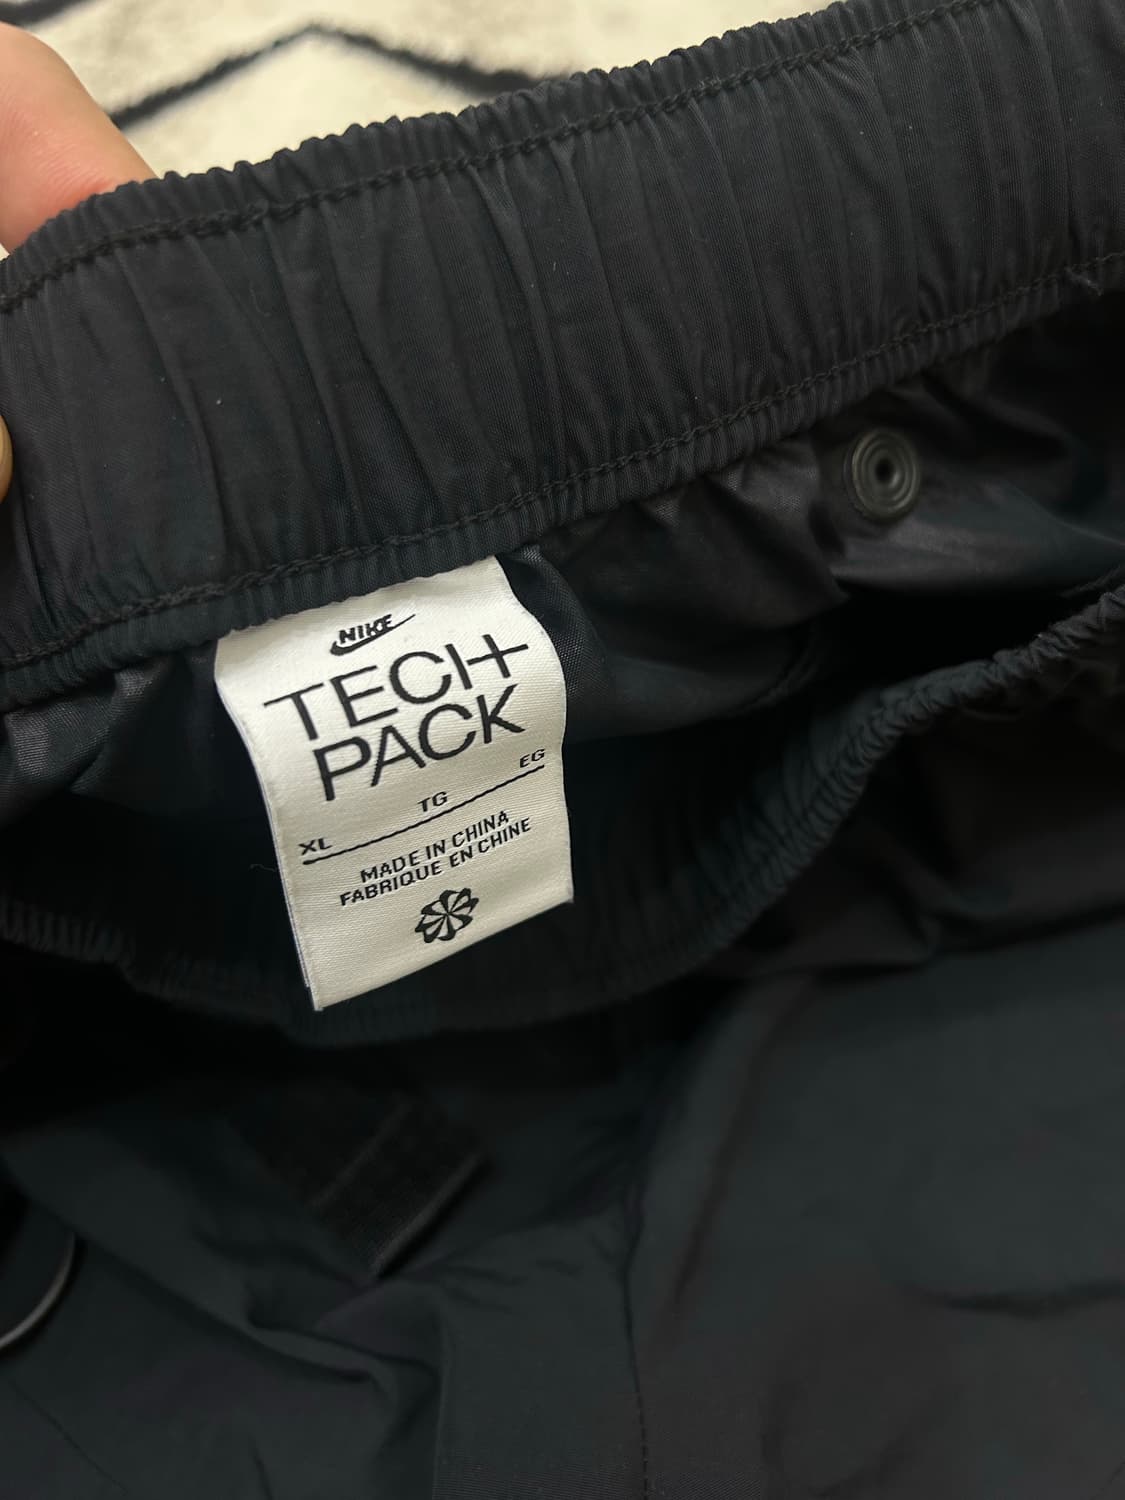 NIKE
TECH
PACK
XL TG EG
MADE IN CHINA
FABRIQUE EN CHINE